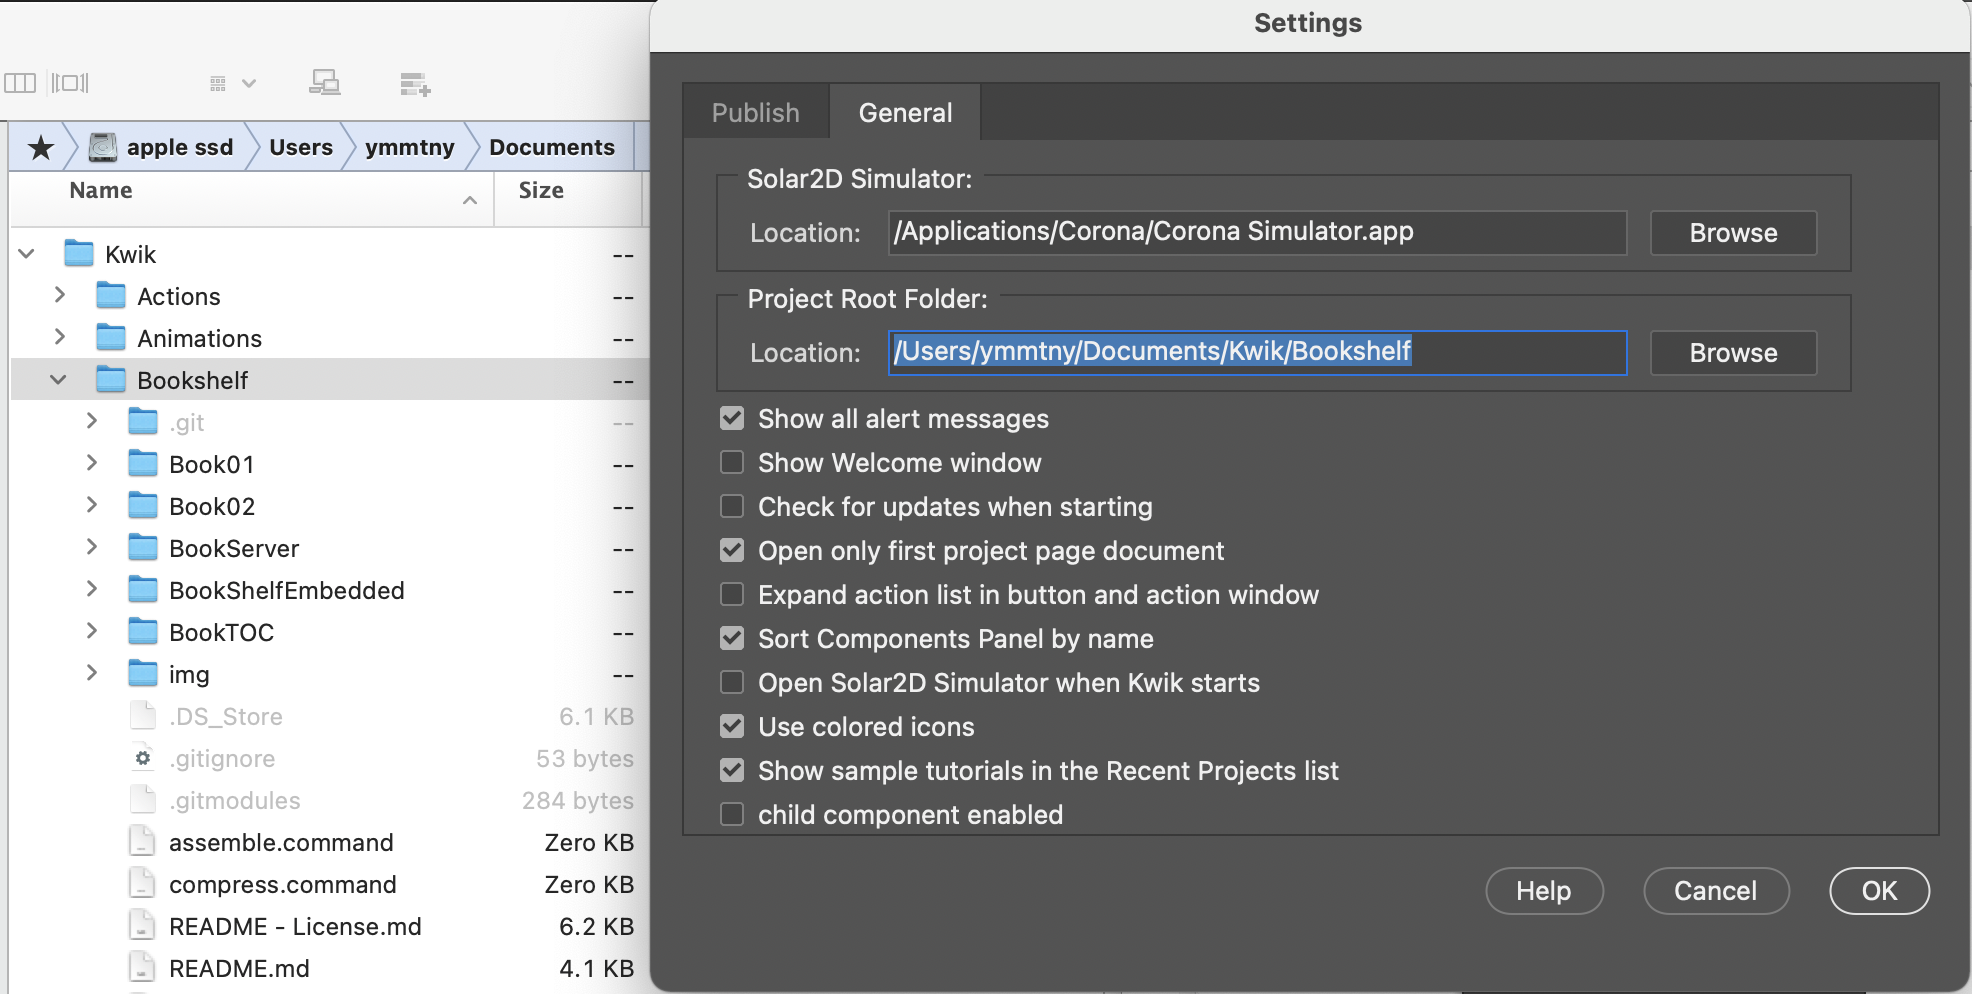 Settings
apple ssd Users ymmtny Documents
Name Size
Kwik --
Actions --
Animations --
Bookshelf --
.git --
Book01 --
Book02 --
BookServer --
BookShelfEmbedded --
BookTOC --
img --
.DS_Store 6.1 KB
.gitignore 53 bytes
.gitmodules 284 bytes
assemble.command Zero KB
compress.command Zero KB
README - License.md 6.2 KB
README.md 4.1 KB
Publish General
Solar2D Simulator:
Location: /Applications/Corona/Corona Simulator.app Browse
Project Root Folder:
Location: /Users/ymmtny/Documents/Kwik/Bookshelf Browse
Show all alert messages
Show Welcome window
Check for updates when starting
Open only first project page document
Expand action list in button and action window
Sort Components Panel by name
Open Solar2D Simulator when Kwik starts
Use colored icons
Show sample tutorials in the Recent Projects list
child component enabled
Help Cancel OK